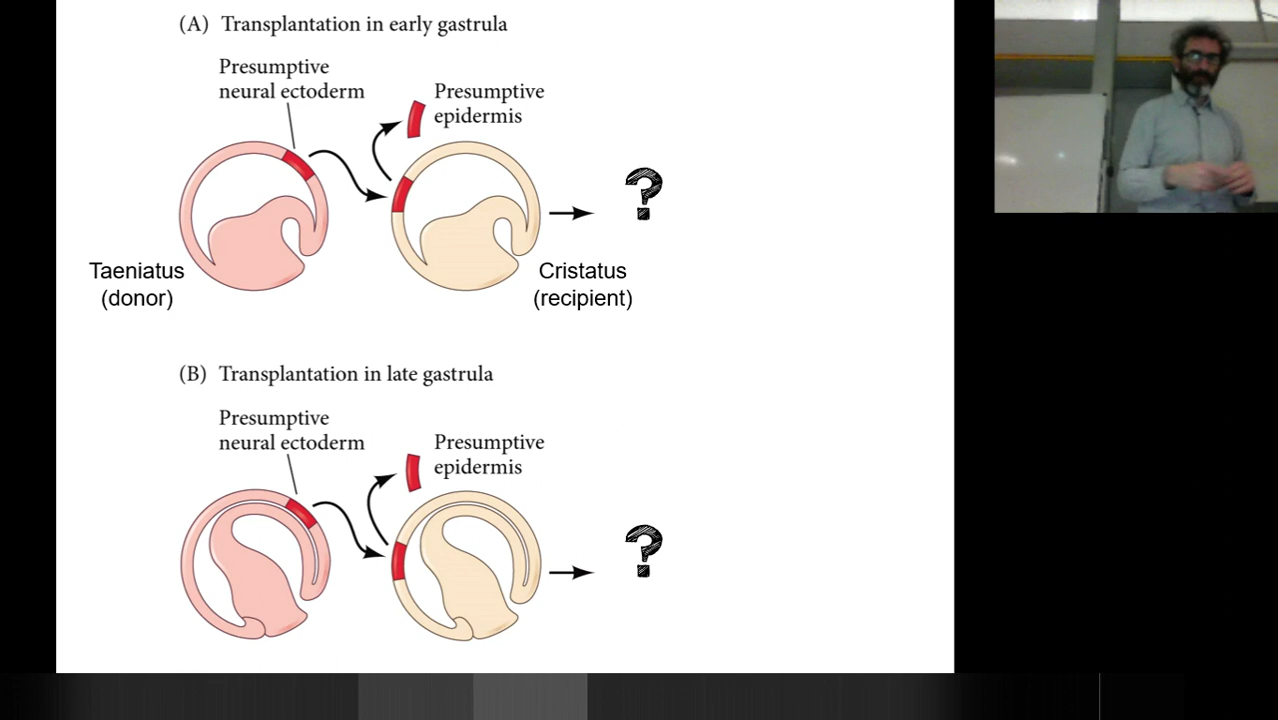 (A) Transplantation in early gastrula
Presumptive
neural ectoderm
Presumptive
epidermis
?
Taeniatus
(donor)
Cristatus
(recipient)
(B) Transplantation in late gastrula
Presumptive
neural ectoderm
Presumptive
epidermis
?